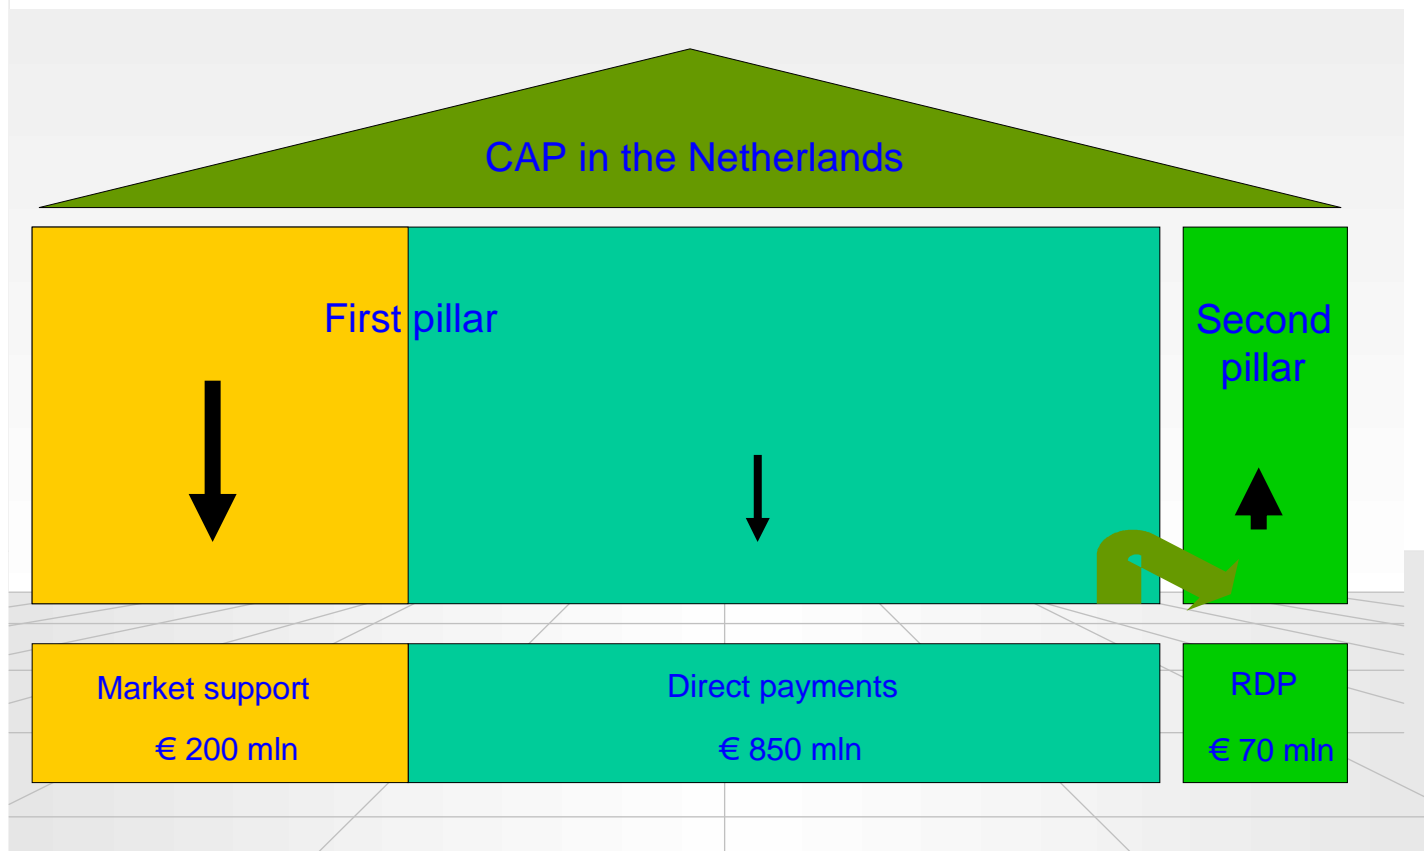 CAP in the Netherlands
First pillar
Second
pillar
Market support
€ 200 mln
Direct payments
€ 850 mln
RDP
€ 70 mln